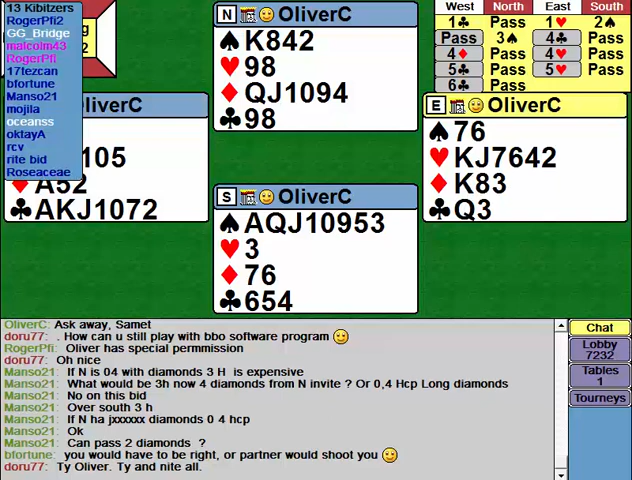 13 Kibitzers
RogerPfi2
GG_Bridge
malcolm43
RogerPfi
17tezcan
bfortune
Manso21
mojila
oceanss
oktayA
rcv
rite bid
Roseaceae
N OliverC
♠ K842
♥ 98
♦ QJ1094
♣ 98
West North East South
1♣ Pass 1♥ 2♠
Pass 3♠ 4♣ Pass
4♦ Pass 4♥ Pass
5♣ Pass 5♥ Pass
6♣ Pass
OliverC
105
♦ A52
♣ AKJ1072
E OliverC
♠ 76
♥ KJ7642
♦ K83
♣ Q3
S OliverC
♠ AQJ10953
♥ 3
♦ 76
♣ 654
OliverC: Ask away, Samet
doru77: . How can u still play with bbo software program
RogerPfi: Oliver has special permmission
doru77: Oh nice
Manso21: If N is 04 with diamonds 3 H is expensive
Manso21: What would be 3h now 4 diamonds from N invite ? Or 0,4 Hcp Long diamonds
Manso21: No on this bid
Manso21: Over south 3 h
Manso21: If N ha jxxxxxx diamonds 0 4 hcp
Manso21: Ok
Manso21: Can pass 2 diamonds ?
bfortune: you would have to be right, or partner would shoot you
doru77: Ty Oliver. Ty and nite all.
Chat
Lobby
7232
Tables
1
Tourneys